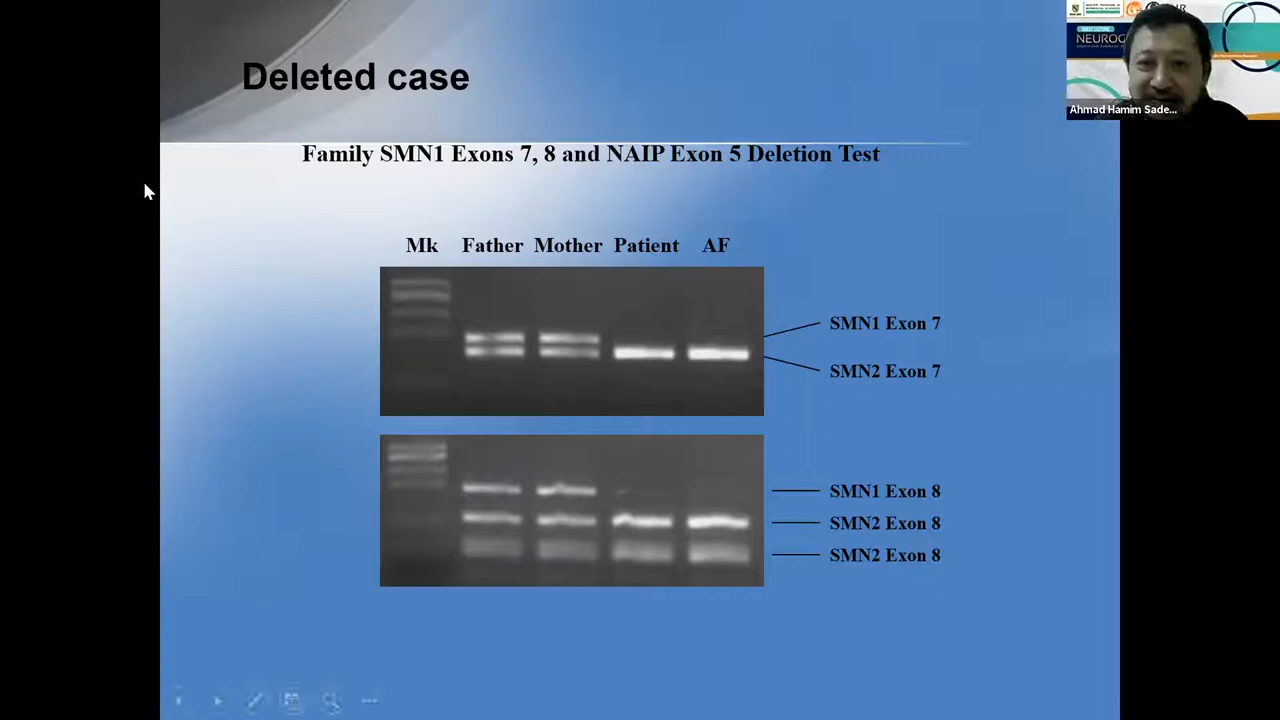 Deleted case
Family SMN1 Exons 7, 8 and NAIP Exon 5 Deletion Test
Mk Father Mother Patient AF
SMN1 Exon 7
SMN2 Exon 7
SMN1 Exon 8
SMN2 Exon 8
SMN2 Exon 8
NEUROG
Ahmad Hamim Sade...